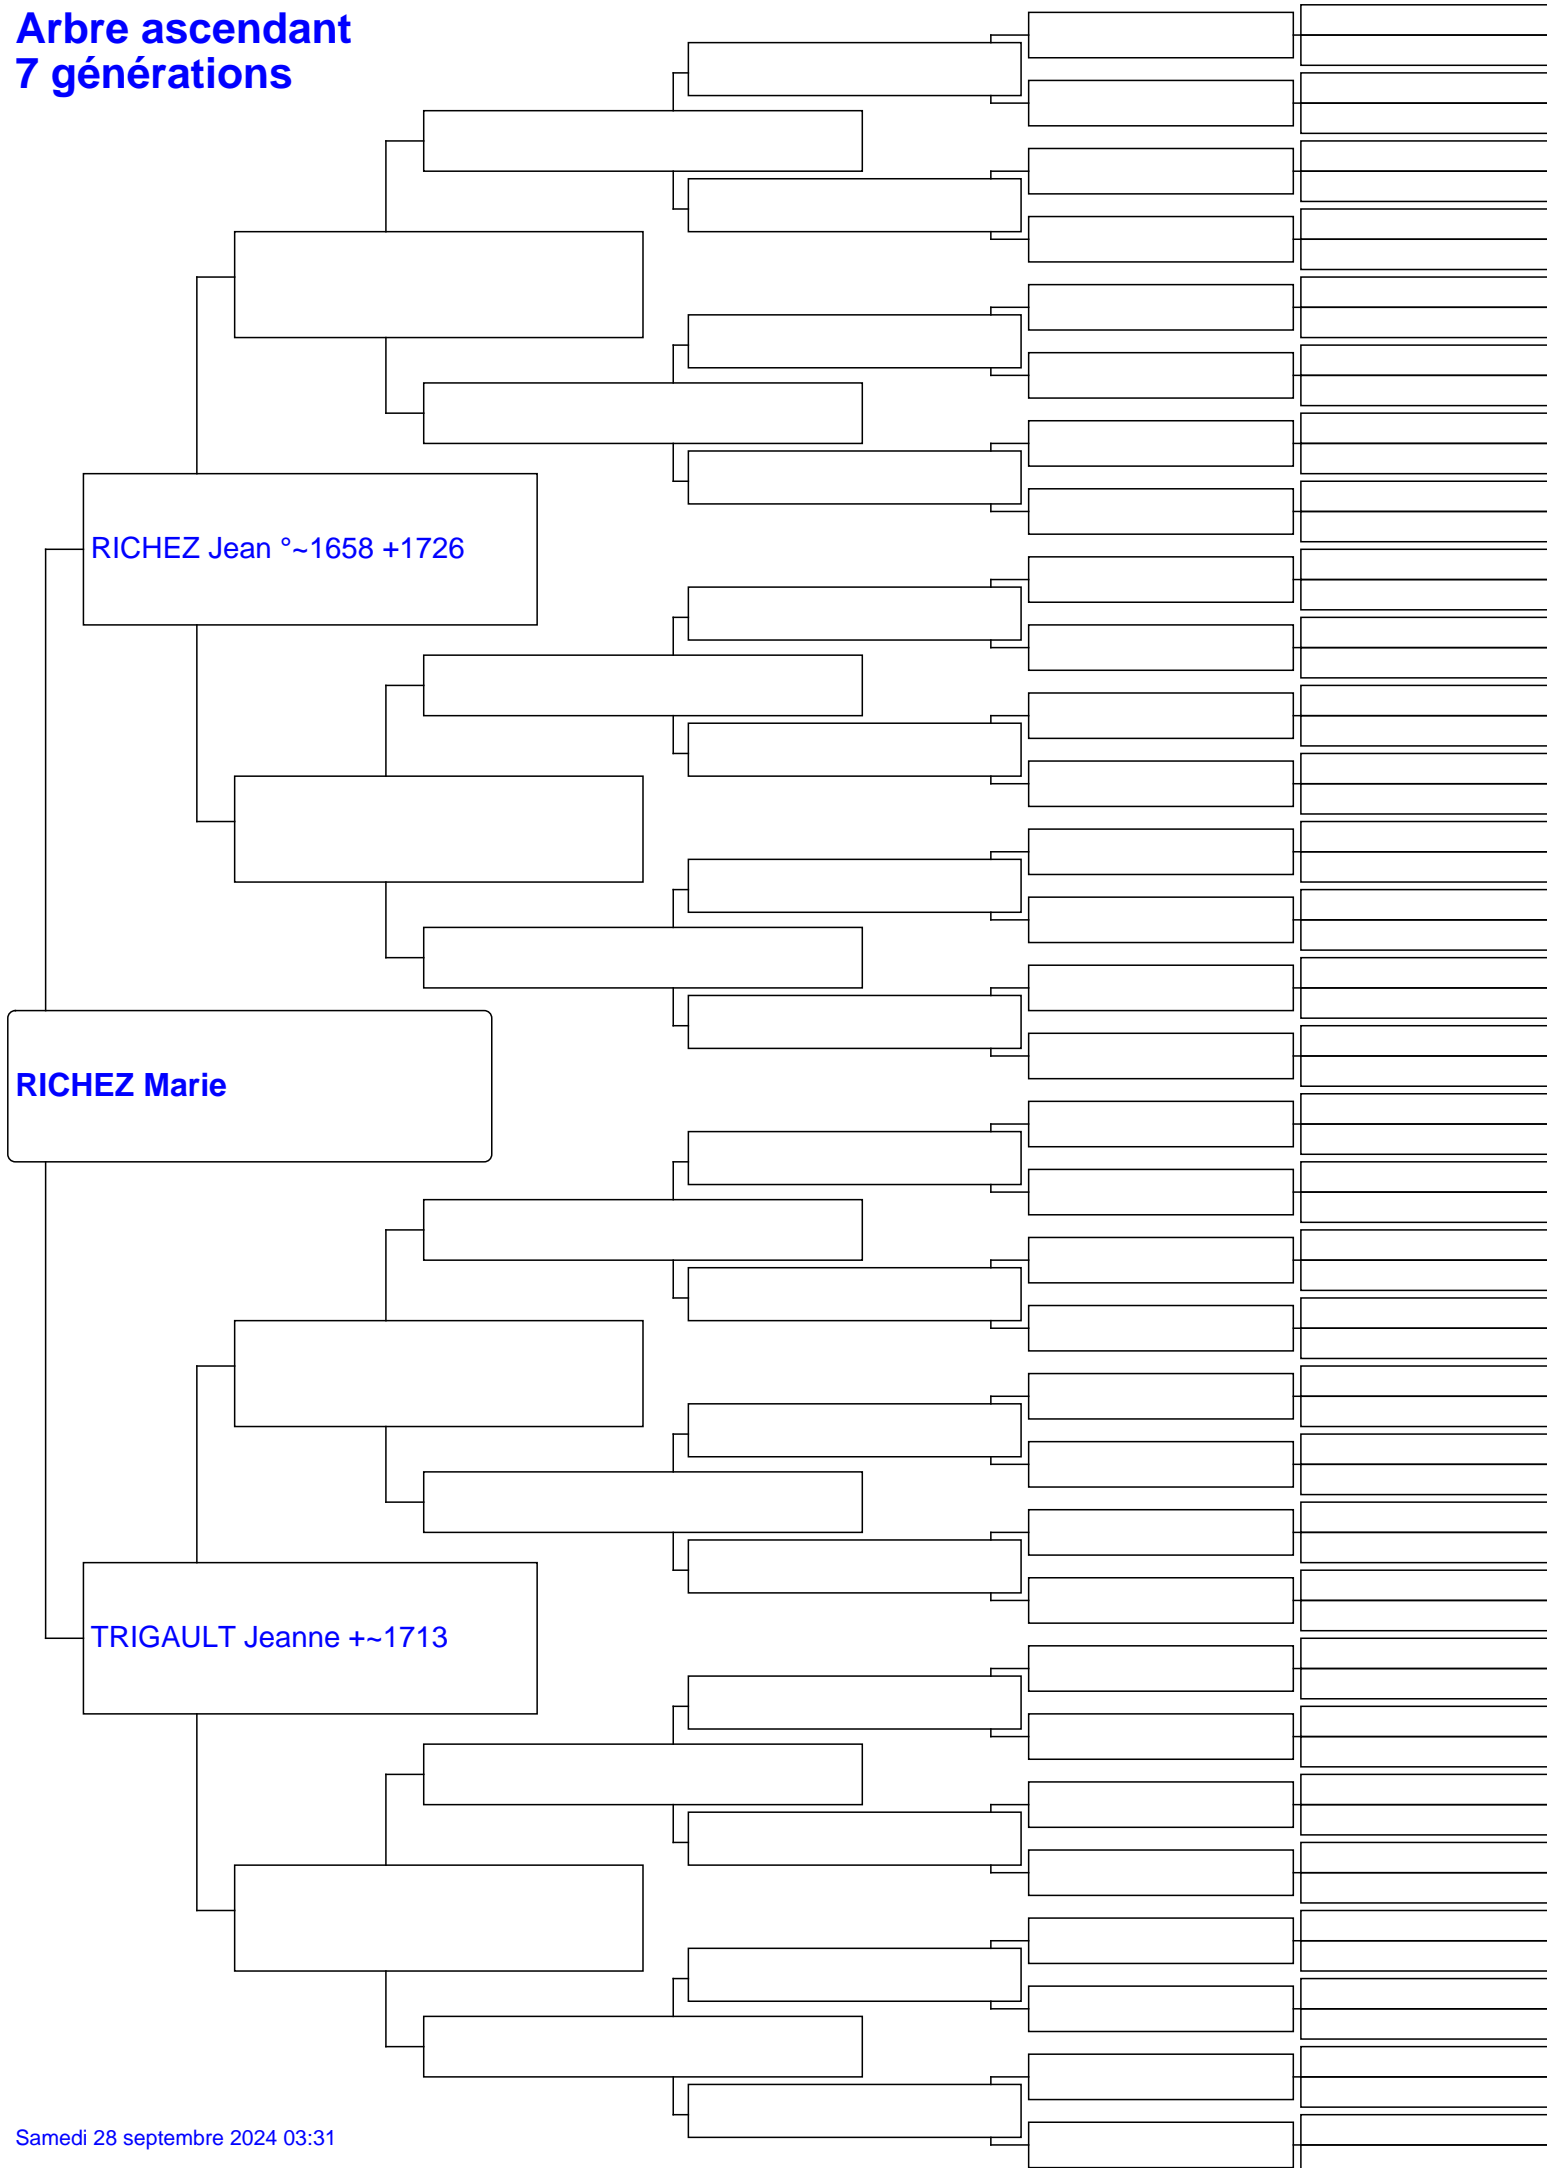 Arbre ascendant
7 générations
RICHEZ Jean °~1658 +1726
RICHEZ Marie
TRIGAULT Jeanne +~1713
Samedi 28 septembre 2024 03:31